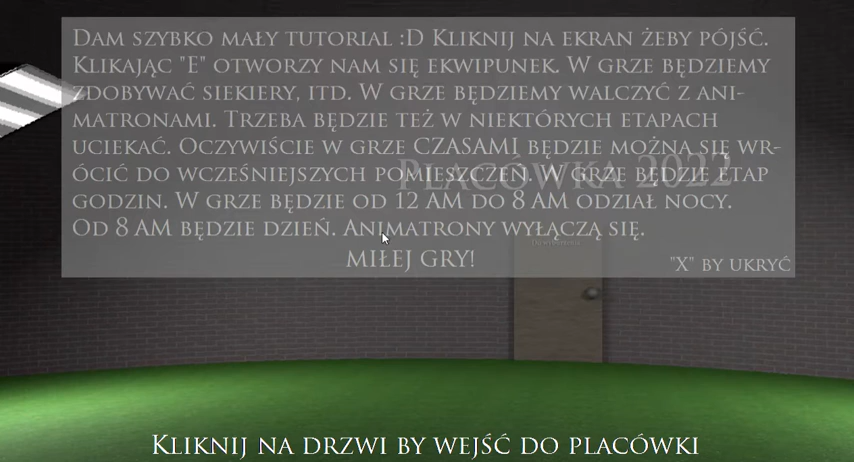 Dam szybko mały tutorial :D Kliknij na ekran żeby pójść.
Klikając "E" otworzy nam się ekwipunek. W grze będziemy
zdobywać siekiery, itd. W grze będziemy walczyć z ani-
matronami. Trzeba będzie też w niektórych etapach
uciekać. Oczywiście w grze CZASAMI będzie można się wr-
ócić do wcześniejszych pomieszczeń. W grze będzie etap
godzin. W grze będzie od 12 AM do 8 AM odział nocy.
Od 8 AM będzie dzień. Animatrony wyłączą się.
miłej gry!
"X" by ukryć
Placówka 2022
Kliknij na drzwi by wejść do placówki